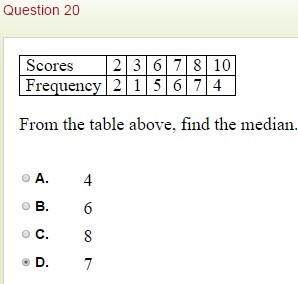 Question 20
Scores 2 3 6 7 8 10
Frequency 2 1 5 6 7 4
From the table above, find the median.
A. 4
B. 6
C. 8
D. 7